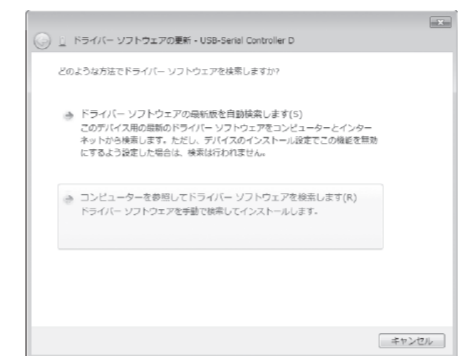 ドライバー ソフトウェアの更新 - USB-Serial Controller D
どのような方法でドライバー ソフトウェアを検索しますか?
ドライバー ソフトウェアの最新版を自動検索します(S)
このデバイス用の最新のドライバー ソフトウェアをコンピューターとインター
ネットから検索します。ただし、デバイスのインストール設定でこの機能を無効
にするよう設定した場合は、検索は行われません。
コンピューターを参照してドライバー ソフトウェアを検索します(R)
ドライバー ソフトウェアを手動で検索してインストールします。
キャンセル